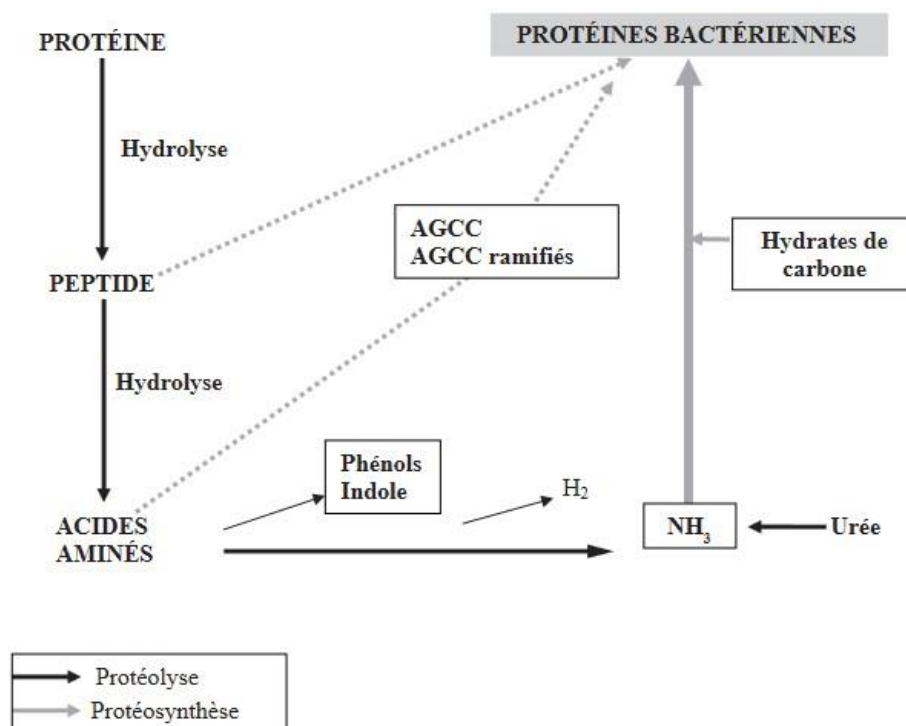 PROTÉINE
PROTÉINES BACTÉRIENNES
Hydrolyse
AGCC
AGCC ramifiés
Hydrates de
carbone
PEPTIDE
Hydrolyse
Phénols
Indole
H₂
ACIDES
AMINÉS
NH₃
Urée
Protéolyse
Protéosynthèse